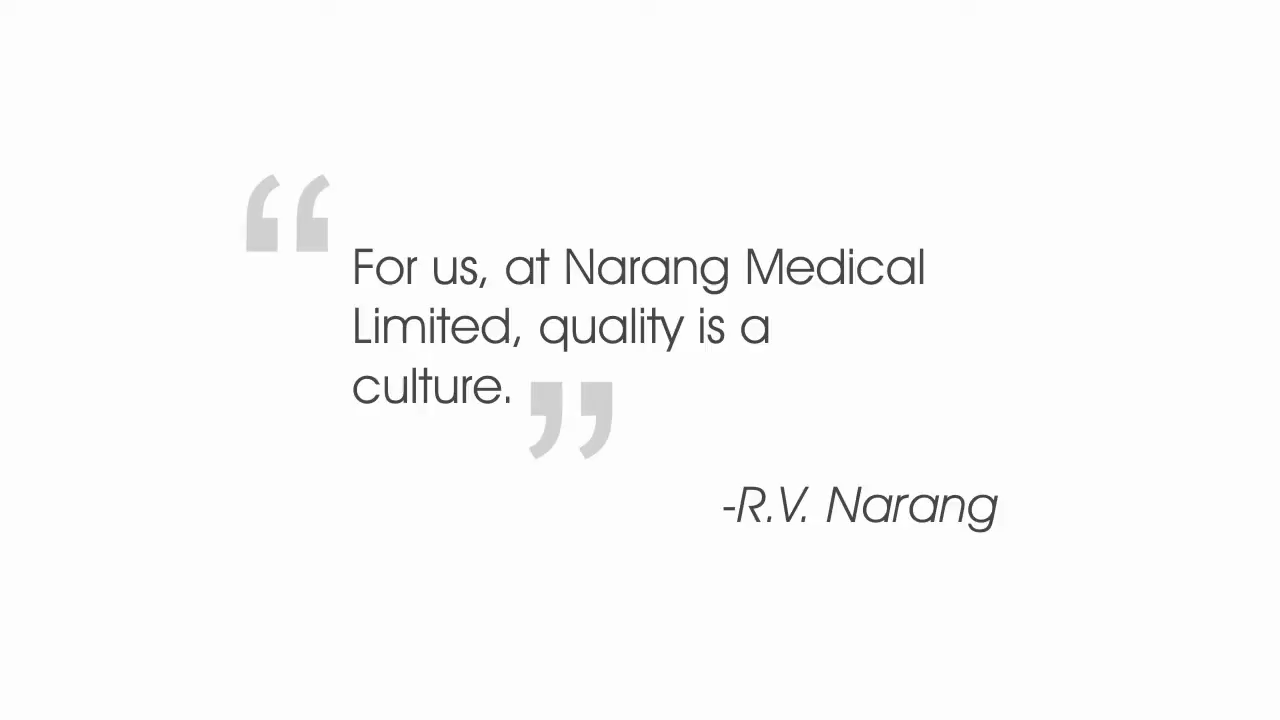 “For us, at Narang Medical
Limited, quality is a
culture.”
-R.V. Narang